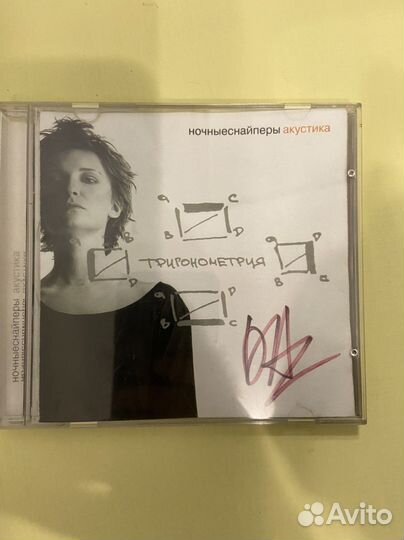 ночныеснайперы акустика
a C
B D
B
D
ТРИГОНОМЕТРИЯ
a D
B C
a D
B C
ночныеснайперы акустика
Avito